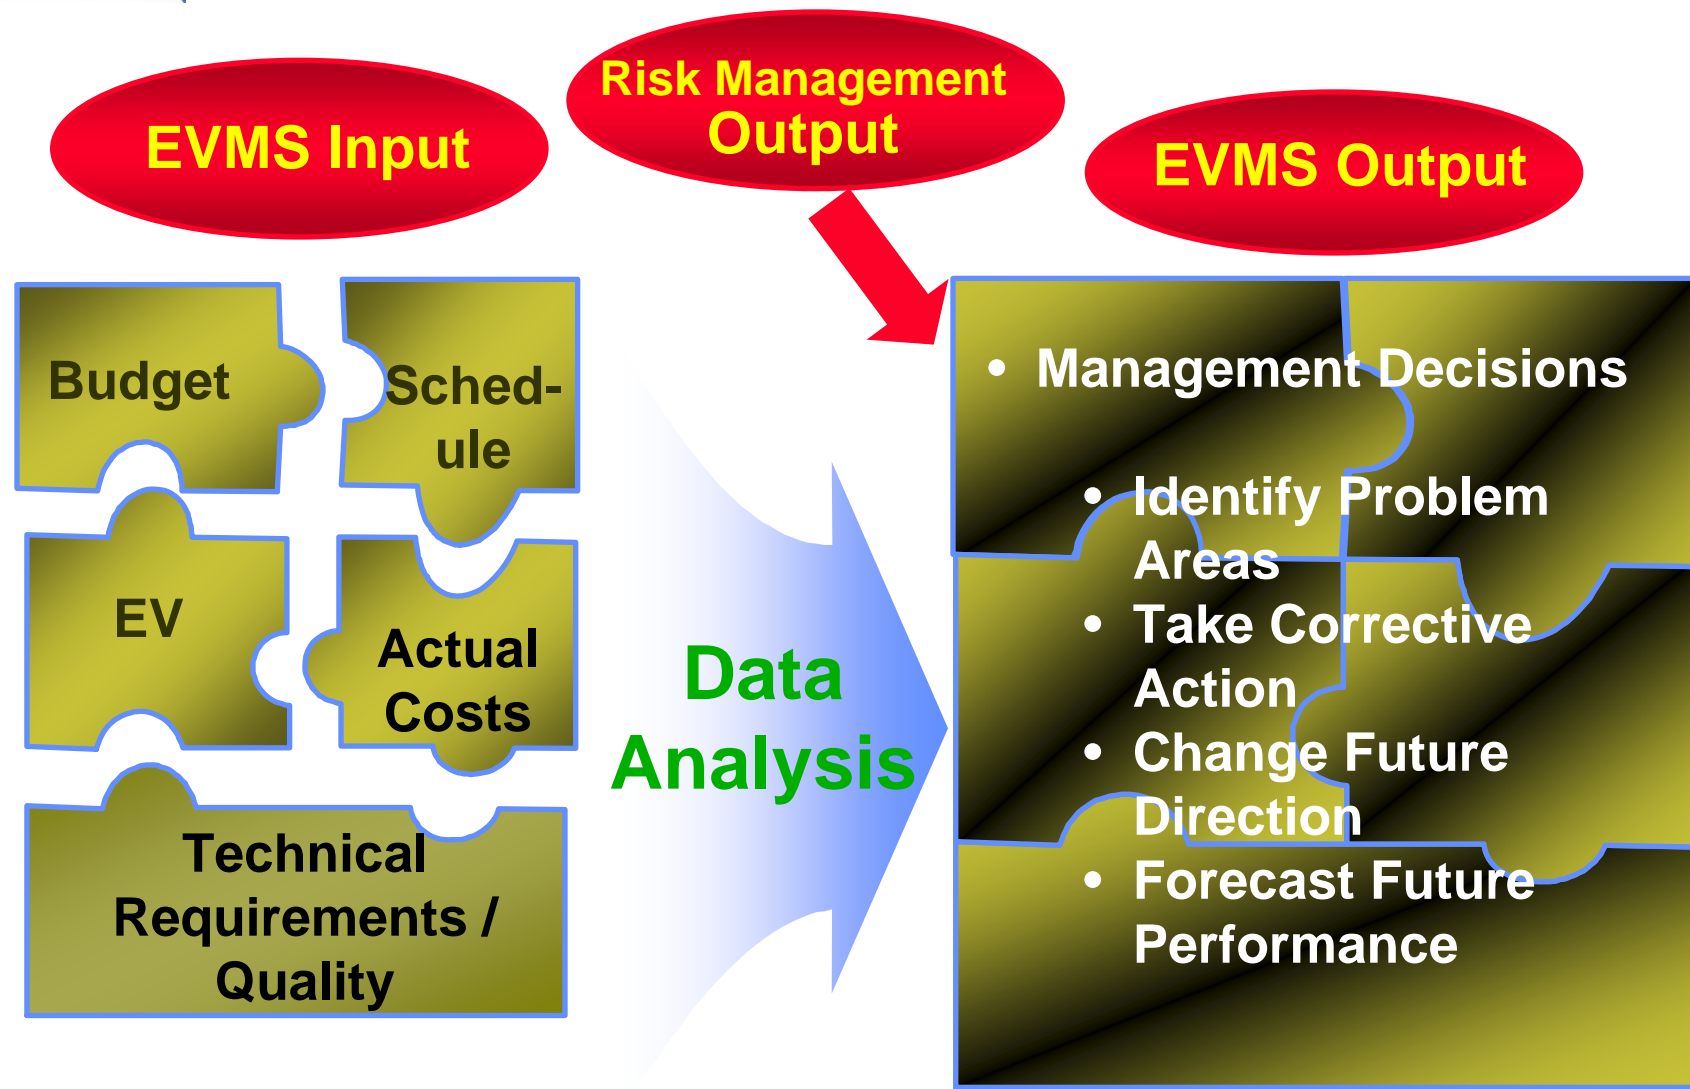 EVMS Input
Risk Management
Output
EVMS Output
Budget
Sched-
ule
EV
Actual
Costs
Technical
Requirements /
Quality
Data
Analysis
• Management Decisions
• Identify Problem
Areas
• Take Corrective
Action
• Change Future
Direction
• Forecast Future
Performance